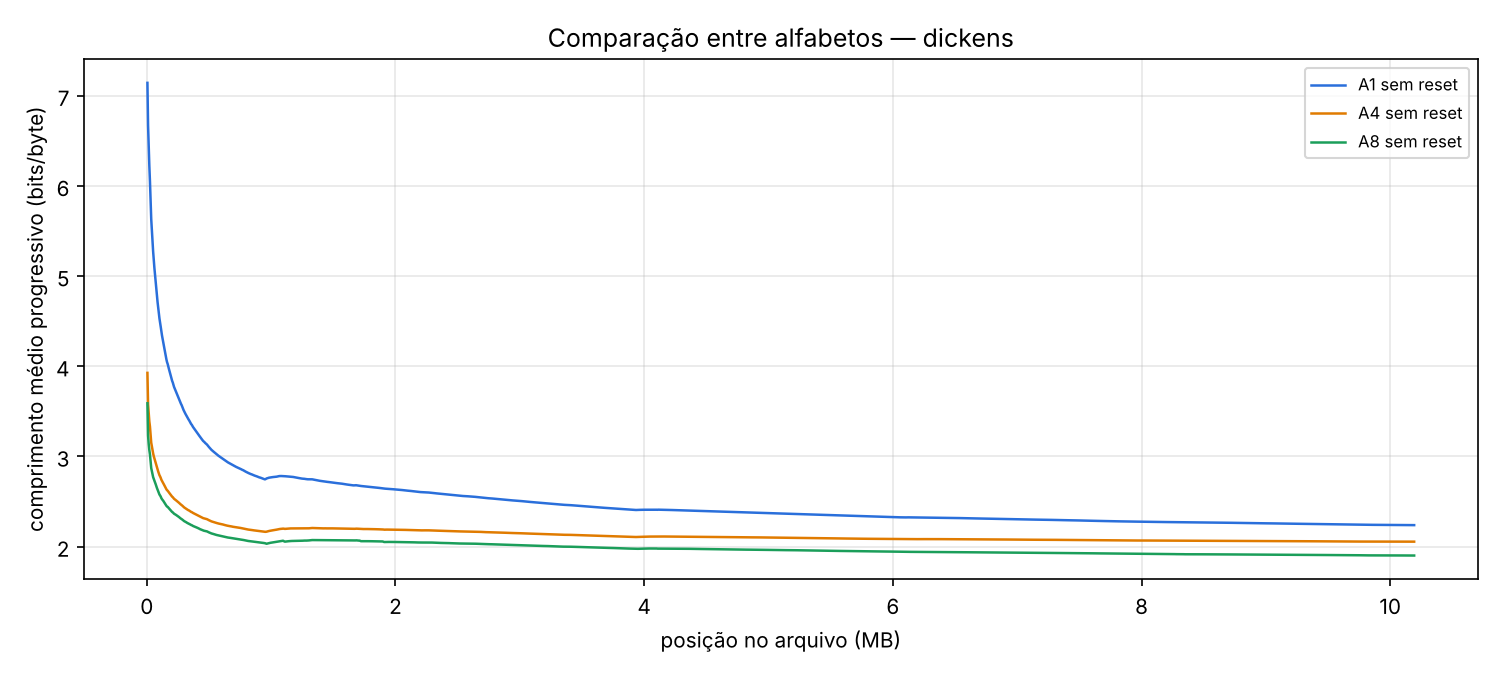 Comparação entre alfabetos — dickens
comprimento médio progressivo (bits/byte)
7
6
5
4
3
2
A1 sem reset
A4 sem reset
A8 sem reset
0
2
4
6
8
10
posição no arquivo (MB)